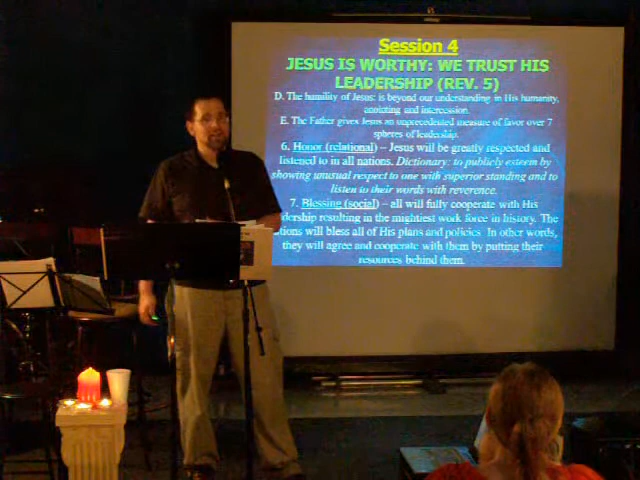 Session 4
JESUS IS WORTHY: WE TRUST HIS
LEADERSHIP (REV. 5)
D. The humility of Jesus: is beyond our understanding in His humanity,
anointing and intercession.
E. The Father gives Jesus an unprecedented measure of favor over 7
spheres of leadership.
6. Honor (relational) – Jesus will be greatly respected and
listened to in all nations. Dictionary: to publicly esteem by
showing unusual respect to one with superior standing and to
listen to their words with reverence.
7. Blessing (social) – all will fully cooperate with His
dership resulting in the mightiest work force in history. The
tions will bless all of His plans and policies. In other words,
they will agree and cooperate with them by putting their
resources behind them.